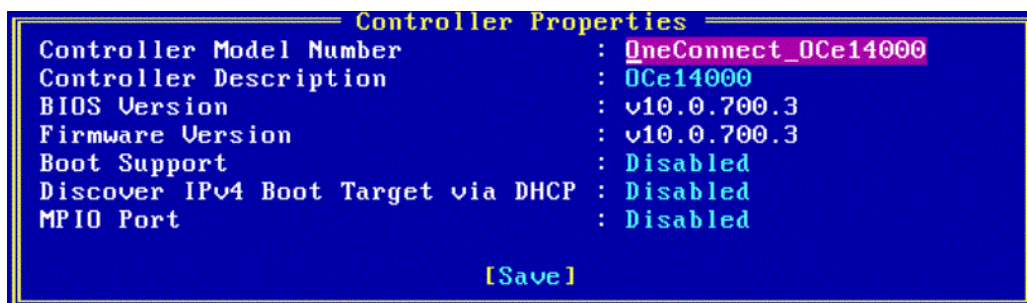 Controller Properties
Controller Model Number : OneConnect_OCe14000
Controller Description : OCe14000
BIOS Version : v10.0.700.3
Firmware Version : v10.0.700.3
Boot Support : Disabled
Discover IPv4 Boot Target via DHCP : Disabled
MPIO Port : Disabled
[Save]